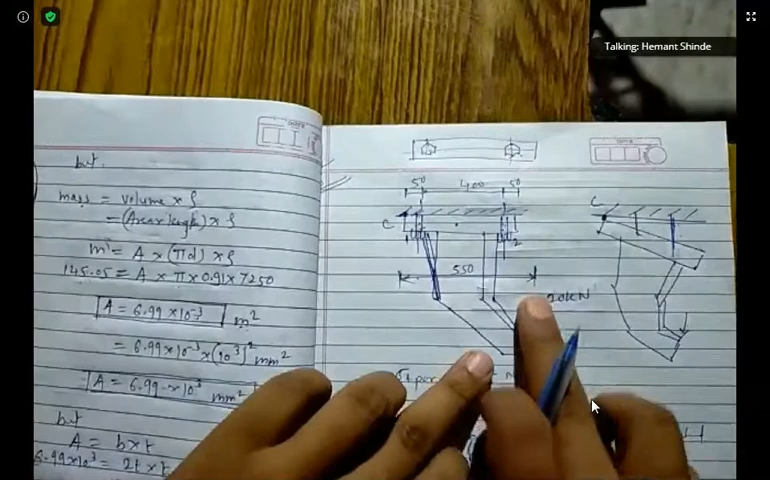 Talking: Hemant Shinde
but
mass = volume × ρ
= (Area × length) × ρ
m = A × (πd) × ρ
145.05 = A × π × 0.91 × 7250
A = 6.99 × 10⁻³ m²
= 6.99 × 10⁻³ × (10³)² mm²
A = 6.99 × 10³ mm²
but
A = b × t
6.99 × 10³ = 2t × t
50 400 50
C
2
550
20kN
C